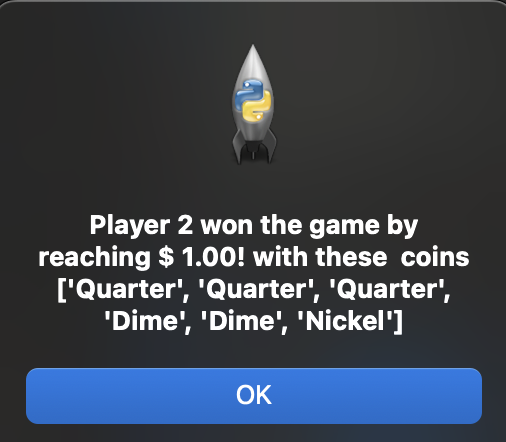 Player 2 won the game by
reaching $ 1.00! with these  coins
['Quarter', 'Quarter', 'Quarter',
'Dime', 'Dime', 'Nickel']
OK